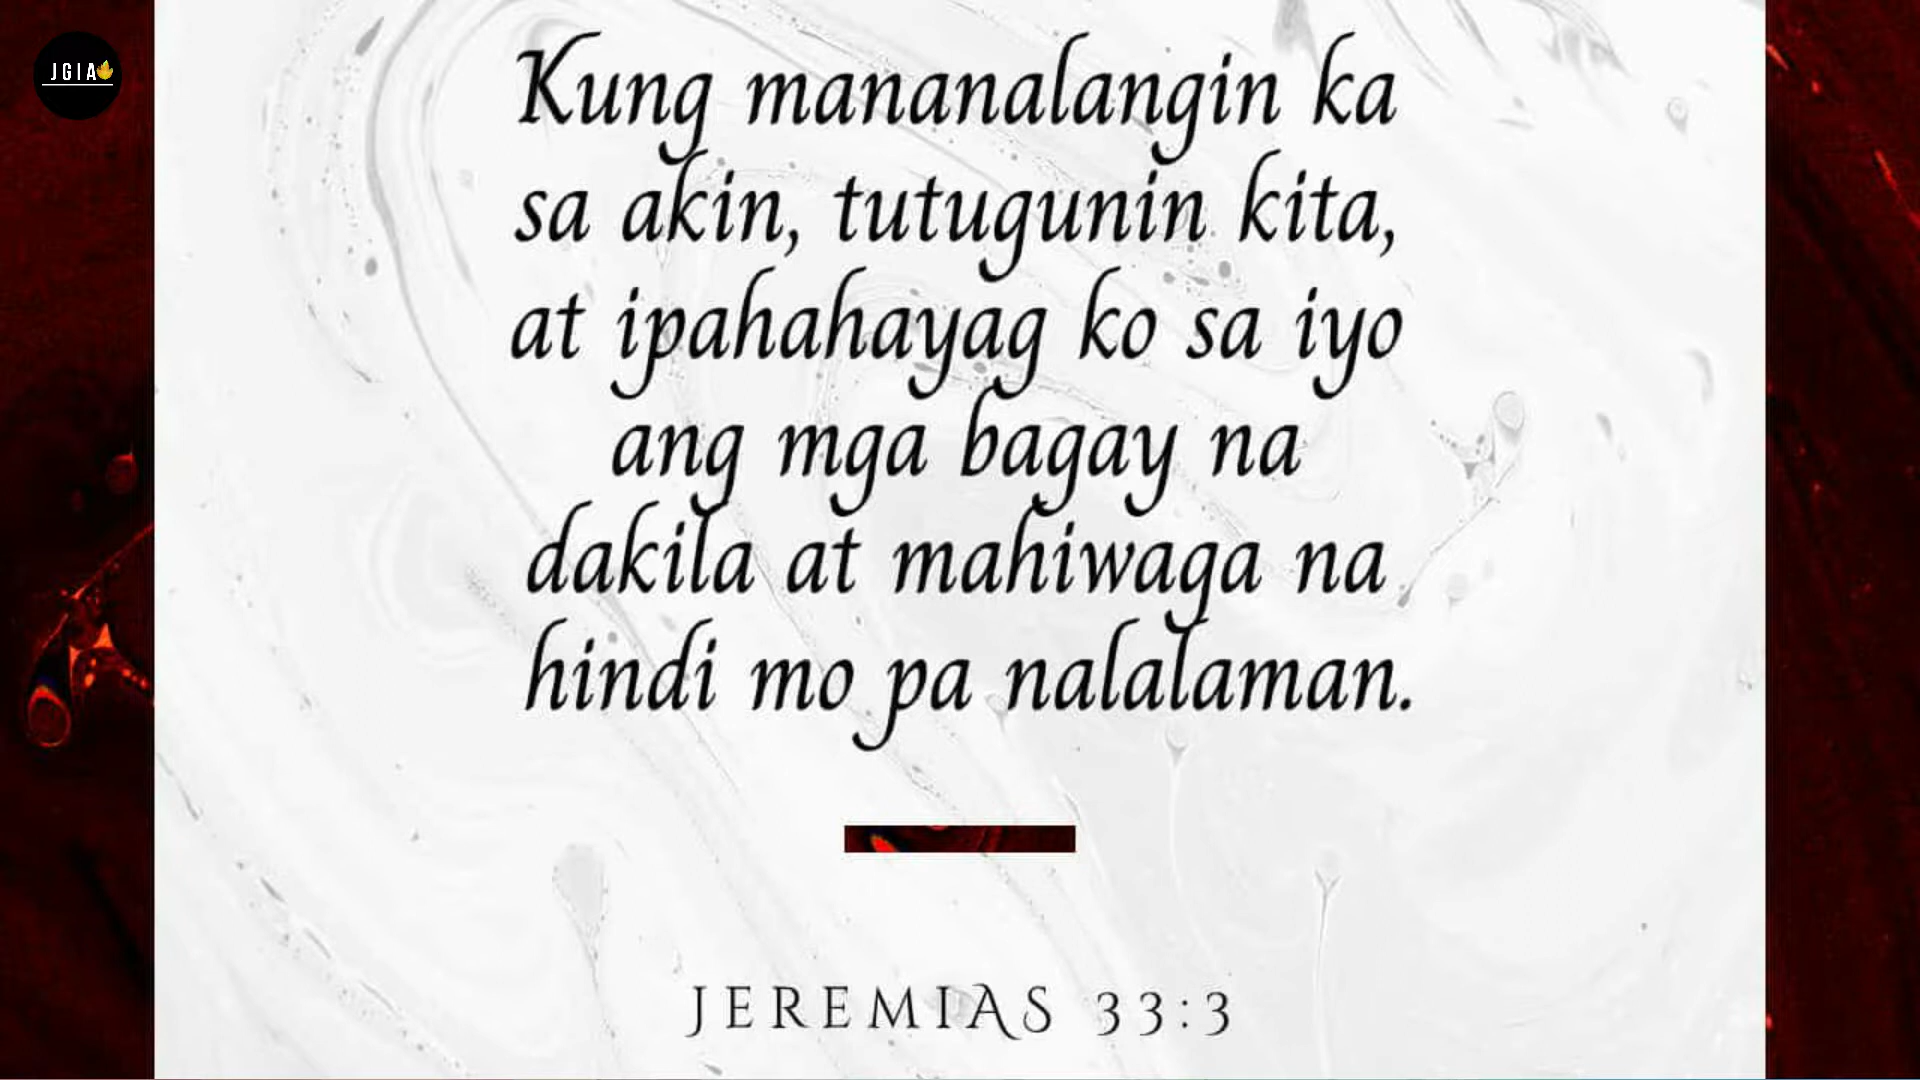 JGIA
Kung mananalangin ka
sa akin, tutugunin kita,
at ipahahayag ko sa iyo
ang mga bagay na
dakila at mahiwaga na
hindi mo pa nalalaman.
JEREMIAS 33:3